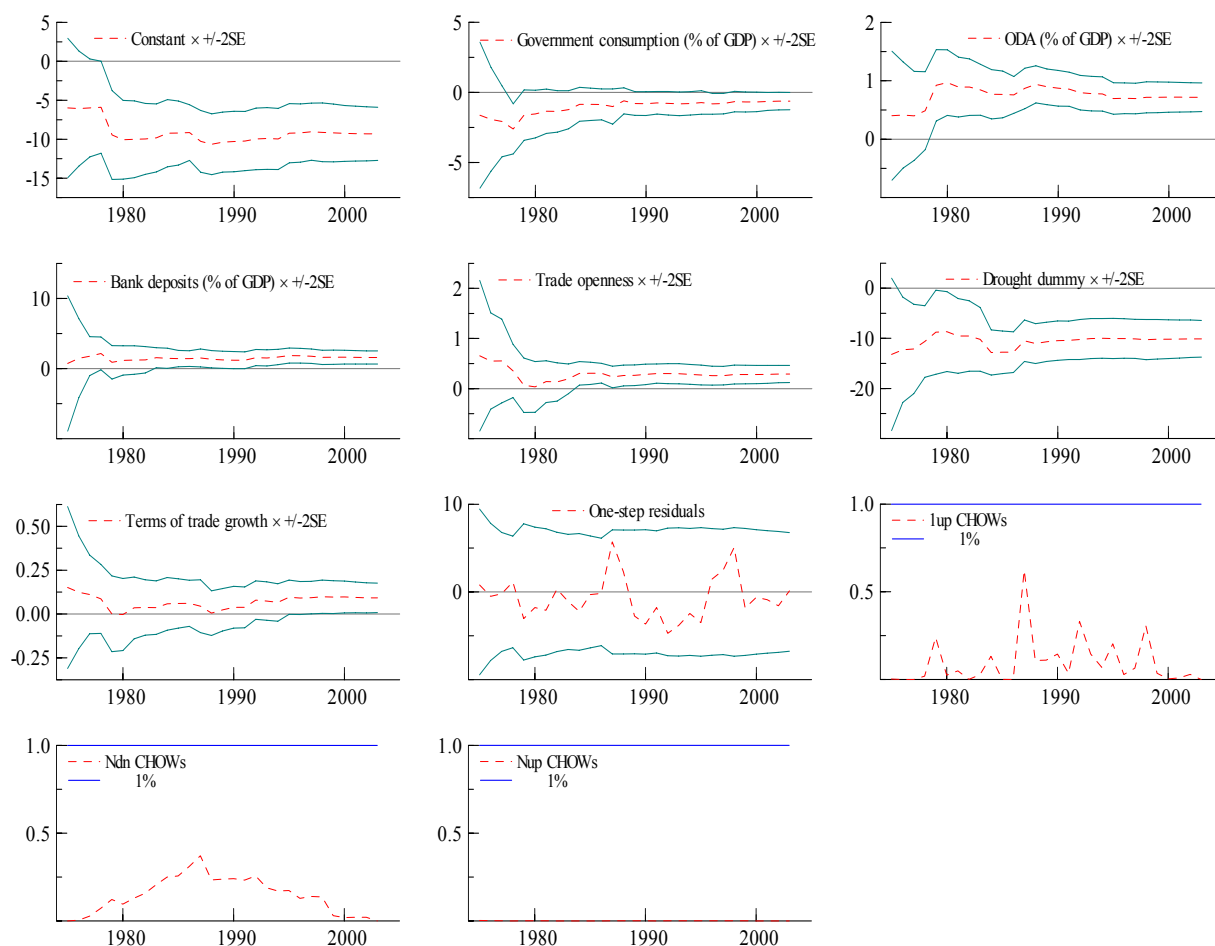 5
Constant × +/-2SE
0
-5
-10
-15
1980 1990 2000
5
Government consumption (% of GDP) × +/-2SE
0
-5
1980 1990 2000
2
ODA (% of GDP) × +/-2SE
1
0
1980 1990 2000
Bank deposits (% of GDP) × +/-2SE
10
0
1980 1990 2000
2
Trade openness × +/-2SE
1
0
1980 1990 2000
0
Drought dummy × +/-2SE
-10
-20
1980 1990 2000
0.50
Terms of trade growth × +/-2SE
0.25
0.00
-0.25
1980 1990 2000
10
One-step residuals
0
1980 1990 2000
1.0
1up CHOWs
1%
0.5
1980 1990 2000
1.0
Ndn CHOWs
1%
0.5
1980 1990 2000
1.0
Nup CHOWs
1%
0.5
1980 1990 2000